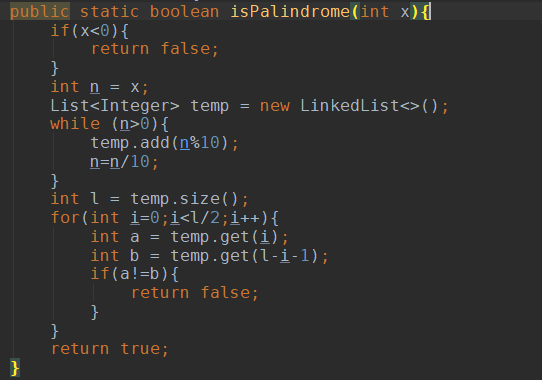 public static boolean isPalindrome(int x){
    if(x<0){
        return false;
    }
    int n = x;
    List<Integer> temp = new LinkedList<>();
    while (n>0){
        temp.add(n%10);
        n=n/10;
    }
    int l = temp.size();
    for(int i=0;i<l/2;i++){
        int a = temp.get(i);
        int b = temp.get(l-i-1);
        if(a!=b){
            return false;
        }
    }
    return true;
}